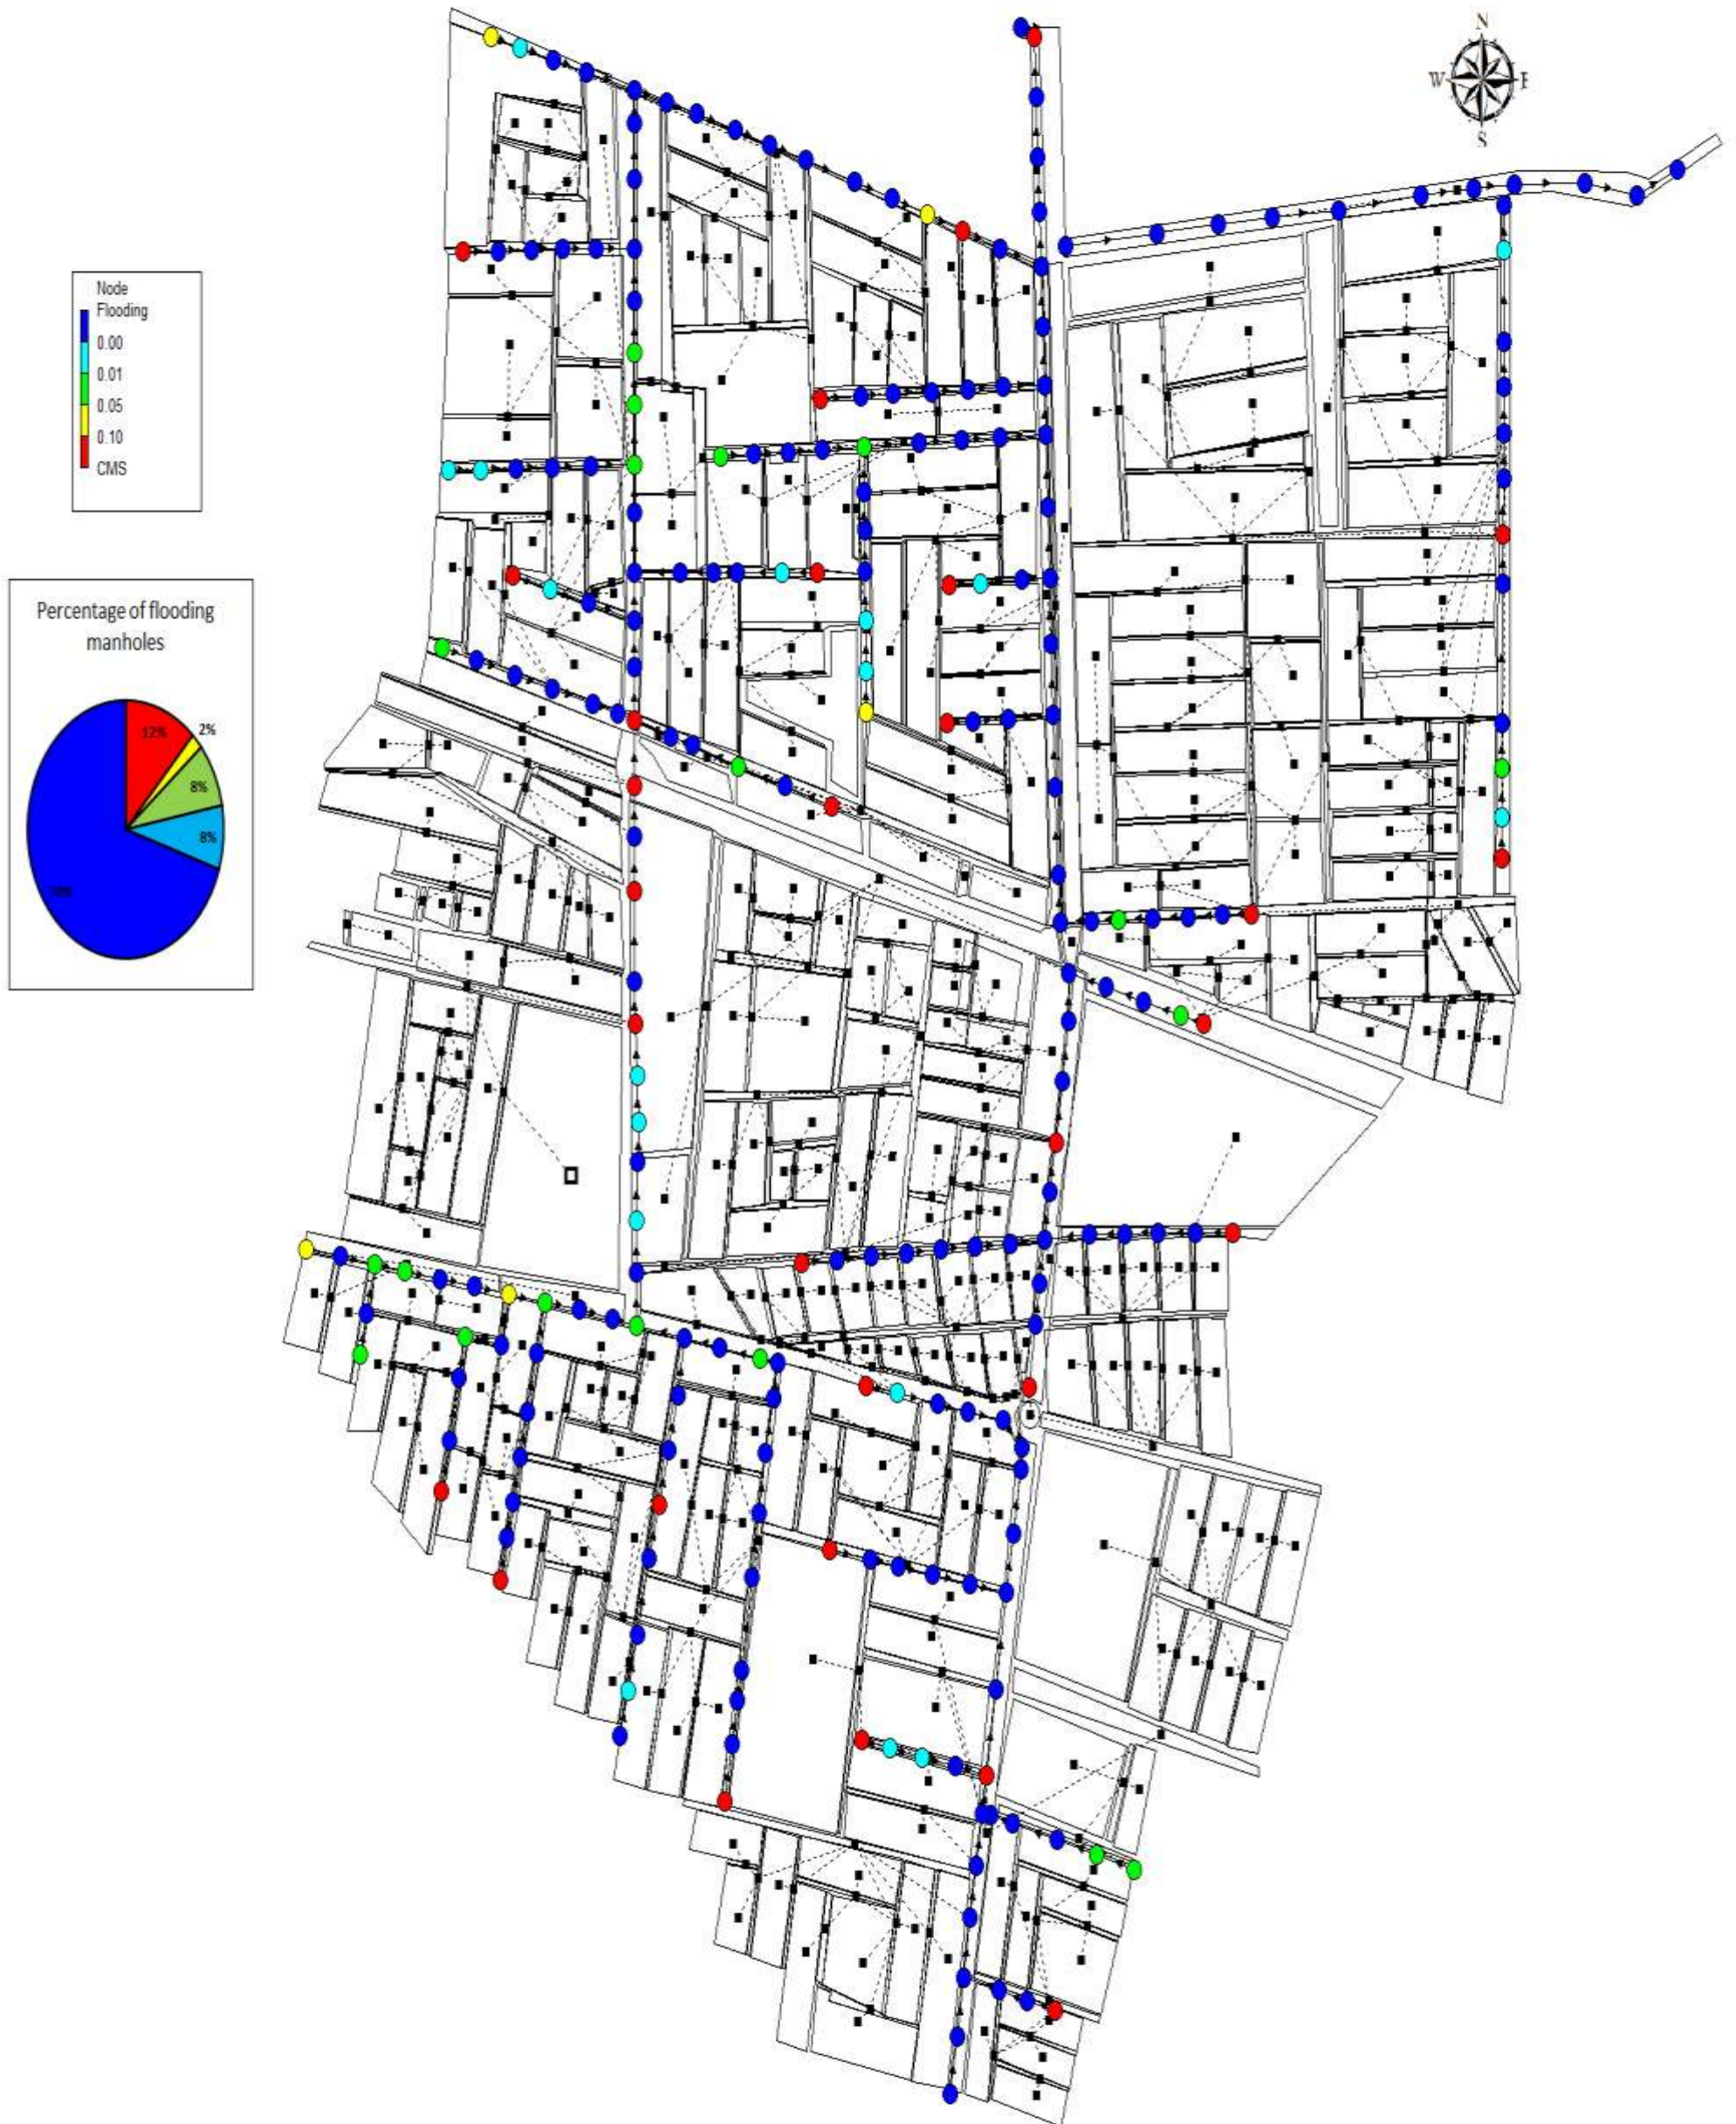 N
W
S
Node
Flooding
0.00
0.01
0.05
0.10
CMS
Percentage of flooding
manholes
12%
2%
8%
8%